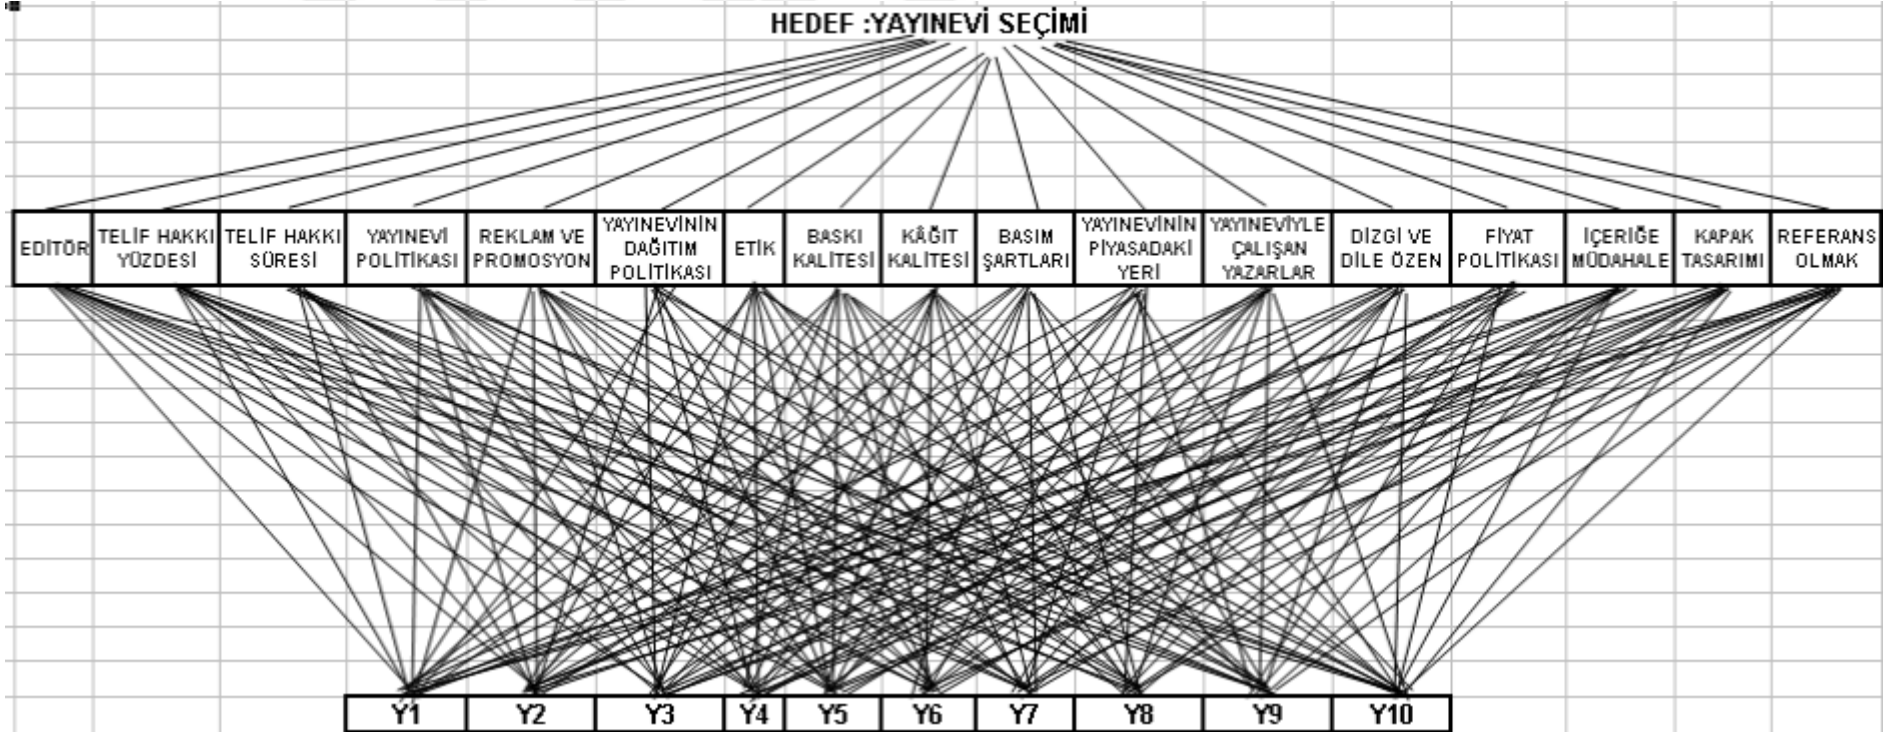 HEDEF :YAYINEVİ SEÇİMİ
EDİTÖR
TELİF HAKKI
YÜZDESİ
TELİF HAKKI
SÜRESİ
YAYINEVİ
POLİTİKASI
REKLAM VE
PROMOSYON
YAYINEVİNİN
DAĞITIM
POLİTİKASI
ETİK
BASKI
KALİTESİ
KÂĞIT
KALİTESİ
BASIM
ŞARTLARI
YAYINEVİNİN
PİYASADAKİ
YERİ
YAYINEVİYLE
ÇALIŞAN
YAZARLAR
DİZGİ VE
DİLE ÖZEN
FİYAT
POLİTİKASI
İÇERİĞE
MÜDAHALE
KAPAK
TASARIMI
REFERANS
OLMAK
Y1
Y2
Y3
Y4
Y5
Y6
Y7
Y8
Y9
Y10